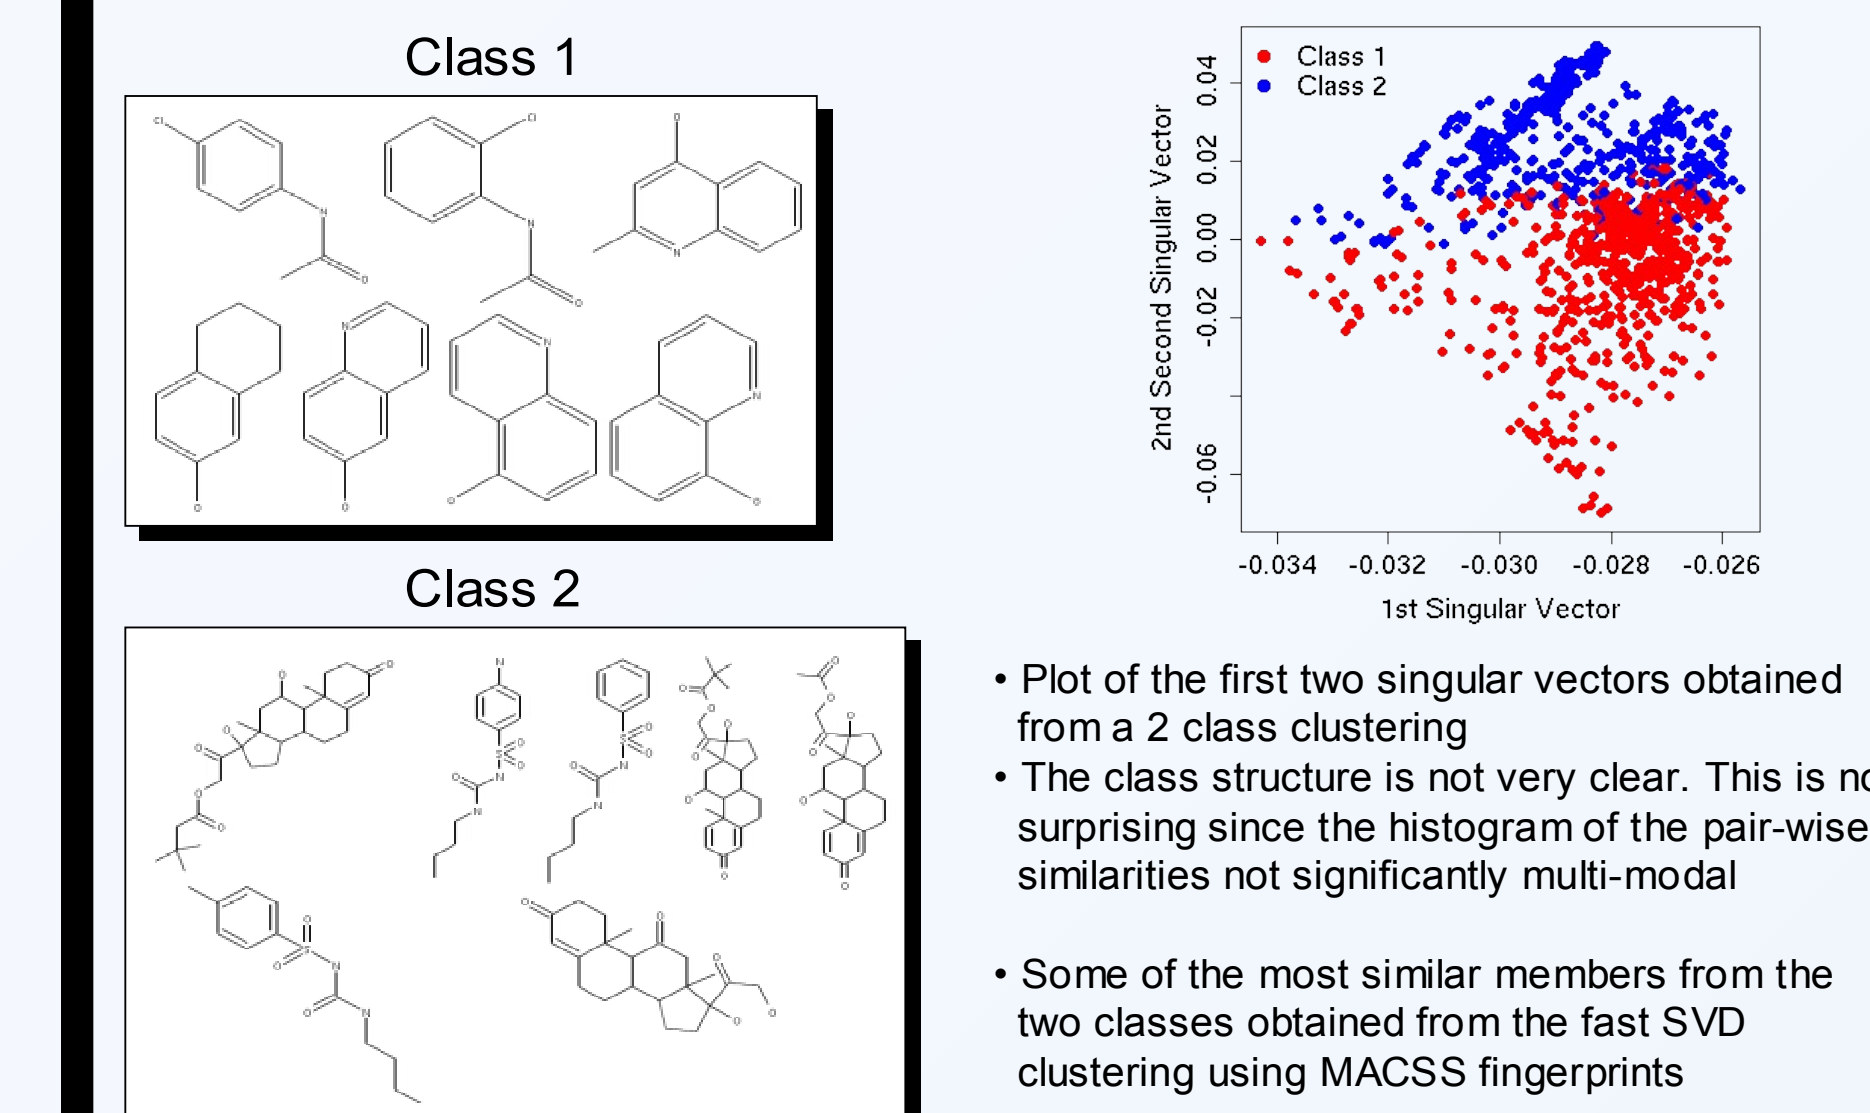 Class 1
Cl
N
O
Cl
N
O
O
N
O
N
O
N
O
N
O
Class 2
O
O
O
O
O
O
N
S
O
O
N
O
N
S
O
O
N
O
N
O
O
O
O
O
O
O
O
O
O
O
O
S
O
O
N
O
N
O
O
O
O
O
Class 1
Class 2
0.04
0.02
0.00
-0.02
-0.06
2nd Second Singular Vector
-0.034 -0.032 -0.030 -0.028 -0.026
1st Singular Vector
• Plot of the first two singular vectors obtained
from a 2 class clustering
• The class structure is not very clear. This is
surprising since the histogram of the pair-wise
similarities not significantly multi-modal
• Some of the most similar members from the
two classes obtained from the fast SVD
clustering using MACSS fingerprints